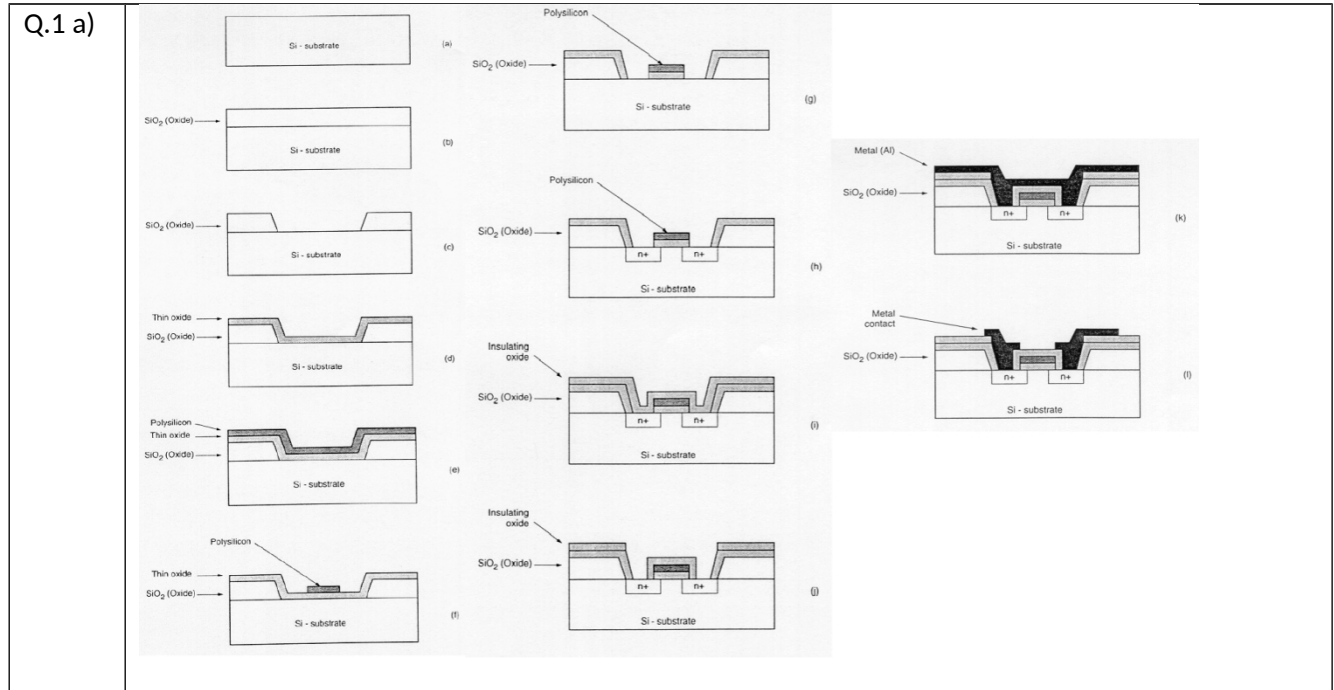 Q.1 a)
Si - substrate
(a)
SiO₂ (Oxide)
Si - substrate
(b)
SiO₂ (Oxide)
Si - substrate
(c)
Thin oxide
SiO₂ (Oxide)
Si - substrate
(d)
Polysilicon
Thin oxide
SiO₂ (Oxide)
Si - substrate
(e)
Polysilicon
Thin oxide
SiO₂ (Oxide)
Si - substrate
(f)
Polysilicon
SiO₂ (Oxide)
Si - substrate
(g)
Polysilicon
SiO₂ (Oxide)
n+ n+
Si - substrate
(h)
Insulating
oxide
SiO₂ (Oxide)
n+ n+
Si - substrate
(i)
Insulating
oxide
SiO₂ (Oxide)
n+ n+
Si - substrate
(j)
Metal (Al)
SiO₂ (Oxide)
n+ n+
Si - substrate
(k)
Metal
contact
SiO₂ (Oxide)
n+ n+
Si - substrate
(l)